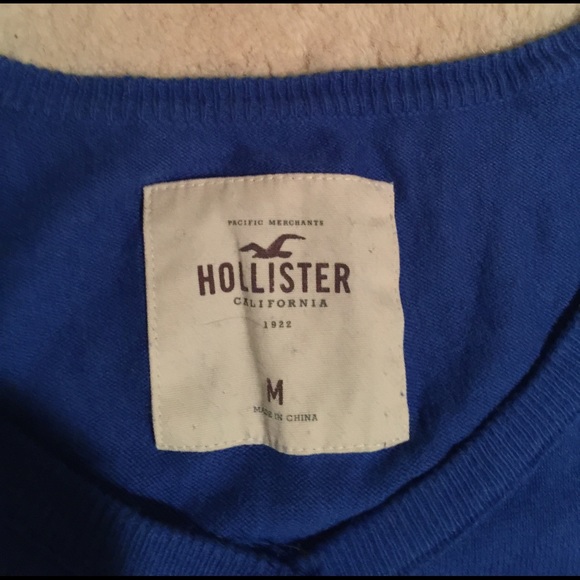 PACIFIC MERCHANTS
HOLLISTER
CALIFORNIA
1922
M
MADE IN CHINA